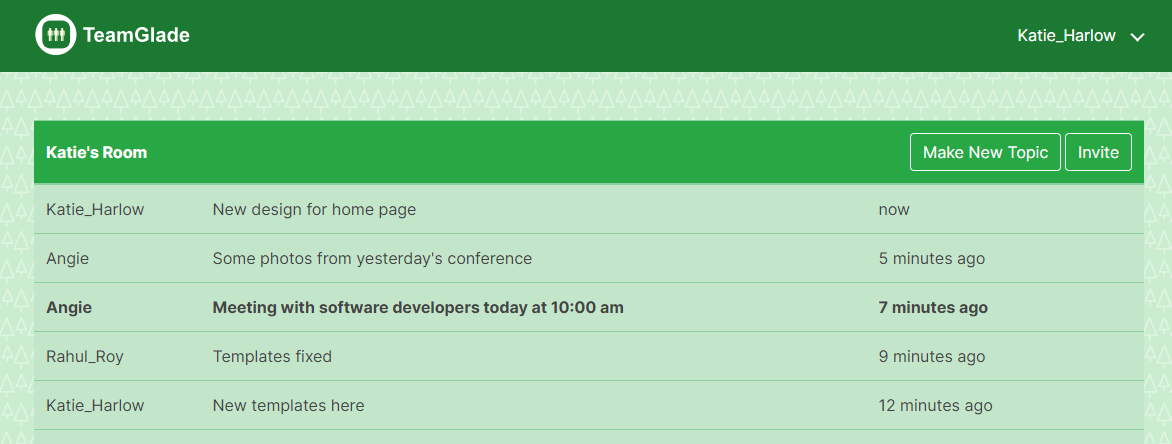 TeamGlade
Katie_Harlow
Katie's Room
Make New Topic
Invite
Katie_Harlow New design for home page now
Angie Some photos from yesterday's conference 5 minutes ago
Angie Meeting with software developers today at 10:00 am 7 minutes ago
Rahul_Roy Templates fixed 9 minutes ago
Katie_Harlow New templates here 12 minutes ago